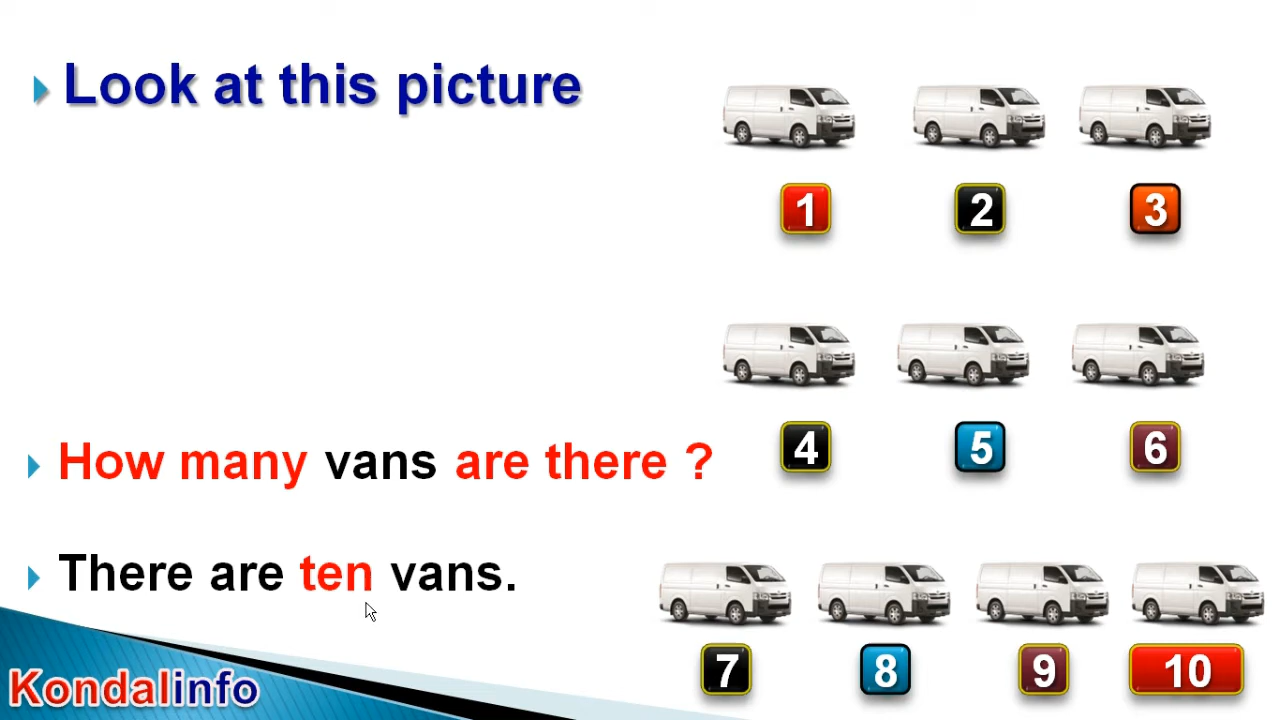 Look at this picture
1 2 3
4 5 6
How many vans are there ?
There are ten vans.
7 8 9 10
Kondalinfo